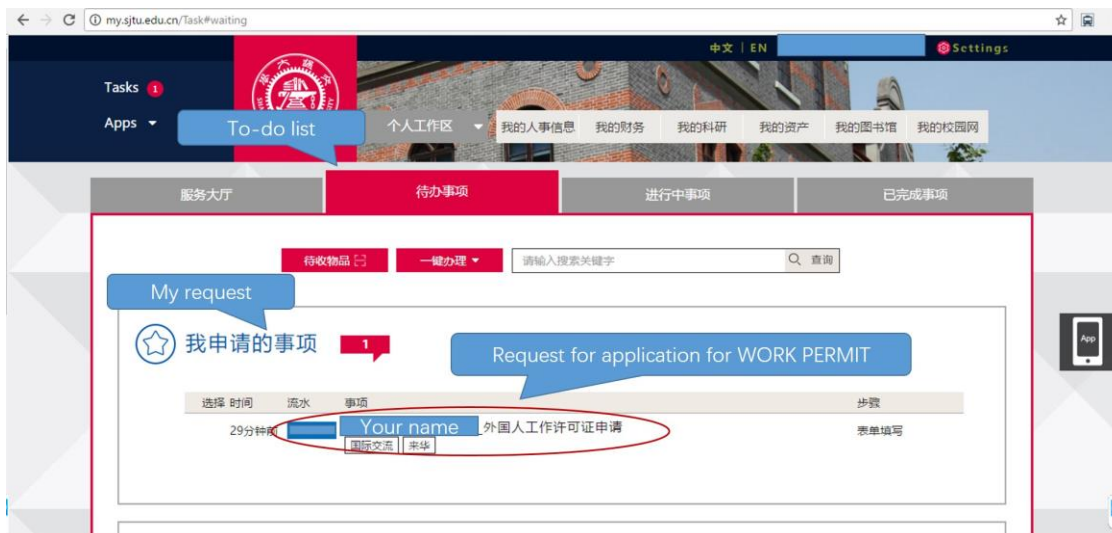 my.sjtu.edu.cn/Task#waiting
中文 | EN
Settings
Tasks 1
Apps
To-do list
个人工作区
我的人事信息
我的财务
我的科研
我的资产
我的图书馆
我的校园网
服务大厅
待办事项
进行中事项
已完成事项
待收物品
一键办理
请输入搜索关键字
查询
My request
我申请的事项 1
App
Request for application for WORK PERMIT
选择 时间 流水 事项 步骤
29分钟前 Your name _外国人工作许可证申请 表单填写
国际交流 来华